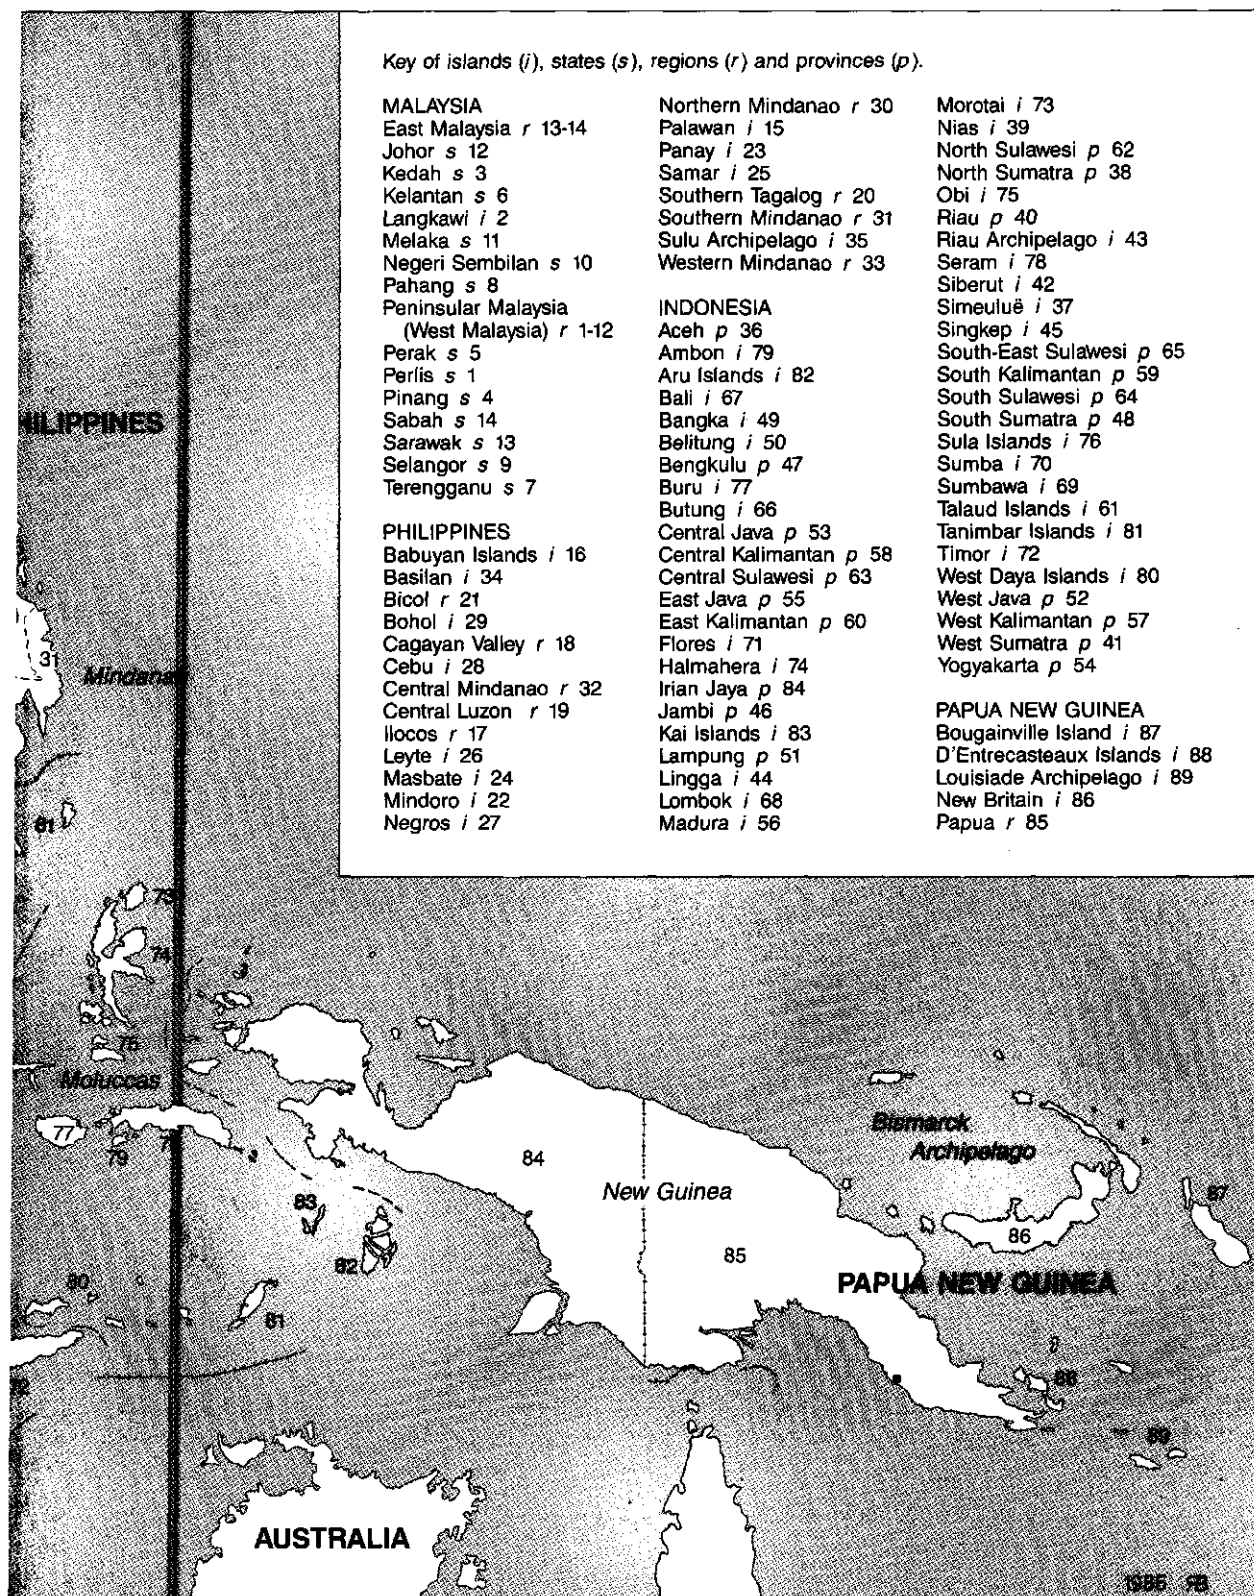 Key of islands (i), states (s), regions (r) and provinces (p).
MALAYSIA
East Malaysia r 13-14
Johor s 12
Kedah s 3
Kelantan s 6
Langkawi i 2
Melaka s 11
Negeri Sembilan s 10
Pahang s 8
Peninsular Malaysia
(West Malaysia) r 1-12
Perak s 5
Perlis s 1
Pinang s 4
Sabah s 14
Sarawak s 13
Selangor s 9
Terengganu s 7
PHILIPPINES
Babuyan Islands i 16
Basilan i 34
Bicol r 21
Bohol i 29
Cagayan Valley r 18
Cebu i 28
Central Mindanao r 32
Central Luzon r 19
Ilocos r 17
Leyte i 26
Masbate i 24
Mindoro i 22
Negros i 27
Northern Mindanao r 30
Palawan i 15
Panay i 23
Samar i 25
Southern Tagalog r 20
Southern Mindanao r 31
Sulu Archipelago i 35
Western Mindanao r 33
INDONESIA
Aceh p 36
Ambon i 79
Aru Islands i 82
Bali i 67
Bangka i 49
Belitung i 50
Bengkulu p 47
Buru i 77
Butung i 66
Central Java p 53
Central Kalimantan p 58
Central Sulawesi p 63
East Java p 55
East Kalimantan p 60
Flores i 71
Halmahera i 74
Irian Jaya p 84
Jambi p 46
Kai Islands i 83
Lampung p 51
Lingga i 44
Lombok i 68
Madura i 56
Morotai i 73
Nias i 39
North Sulawesi p 62
North Sumatra p 38
Obi i 75
Riau p 40
Riau Archipelago i 43
Seram i 78
Siberut i 42
Simeuluë i 37
Singkep i 45
South-East Sulawesi p 65
South Kalimantan p 59
South Sulawesi p 64
South Sumatra p 48
Sula Islands i 76
Sumba i 70
Sumbawa i 69
Talaud Islands i 61
Tanimbar Islands i 81
Timor i 72
West Daya Islands i 80
West Java p 52
West Kalimantan p 57
West Sumatra p 41
Yogyakarta p 54
PAPUA NEW GUINEA
Bougainville Island i 87
D'Entrecasteaux Islands i 88
Louisiade Archipelago i 89
New Britain i 86
Papua r 85
HILIPPINES
31
Mindanao
61
73
74
75
Moluccas
77
79
84
New Guinea
Bismarck
Archipelago
83
87
86
82
85
80
PAPUA NEW GUINEA
81
72
88
89
AUSTRALIA
1986